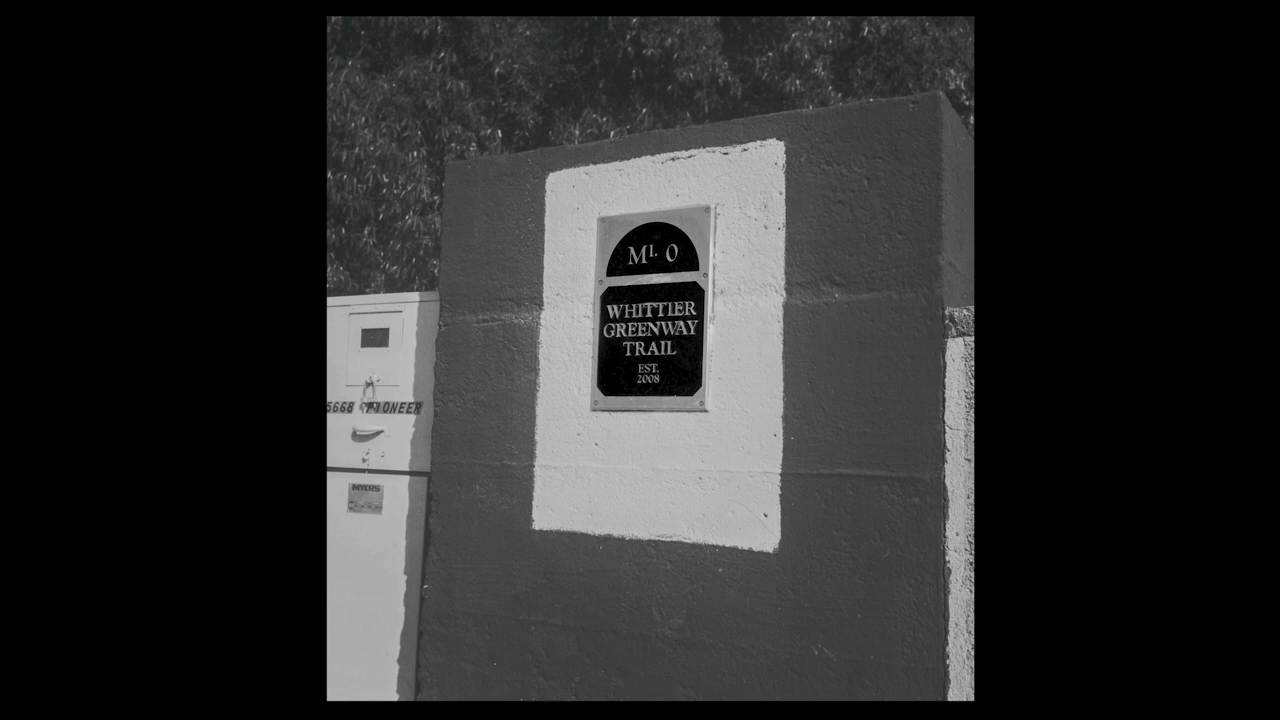 MI. 0
WHITTIER
GREENWAY
TRAIL
EST.
2008
5668 PIONEER
MYERS